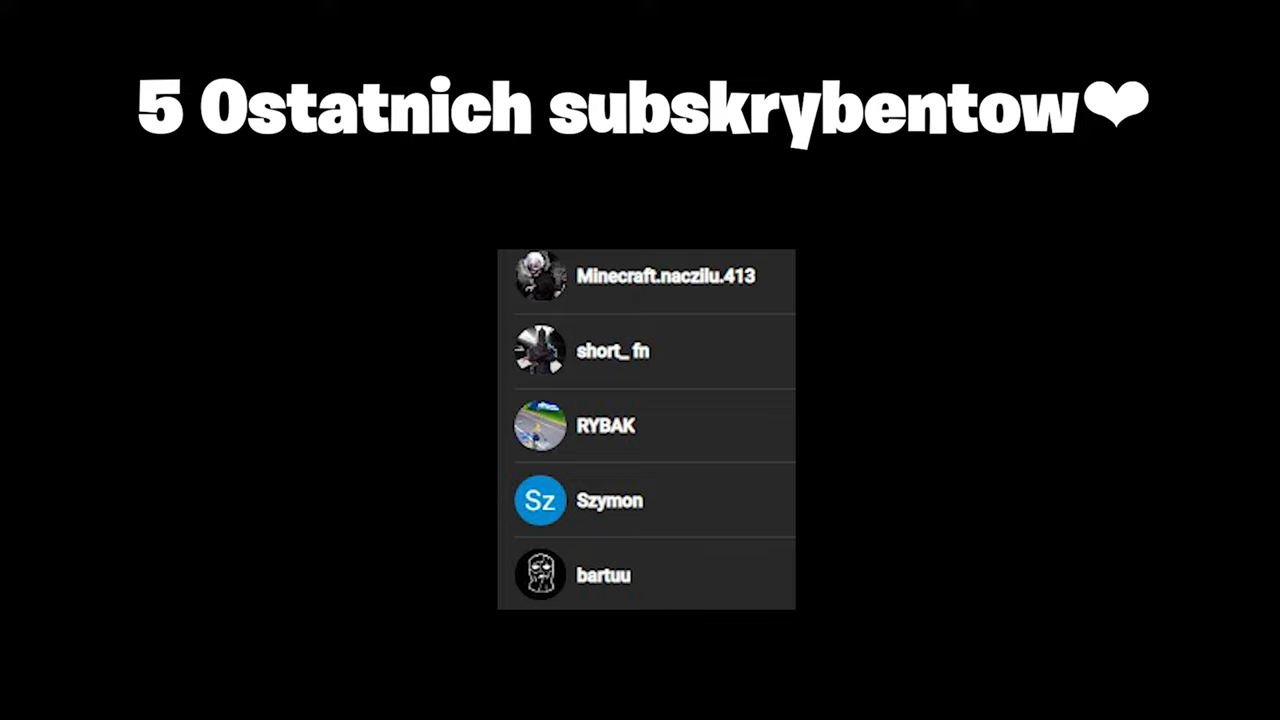 5 Ostatnich subskrybentow❤
Minecraft.naczilu.413
short_ fn
RYBAK
Sz
Szymon
bartuu